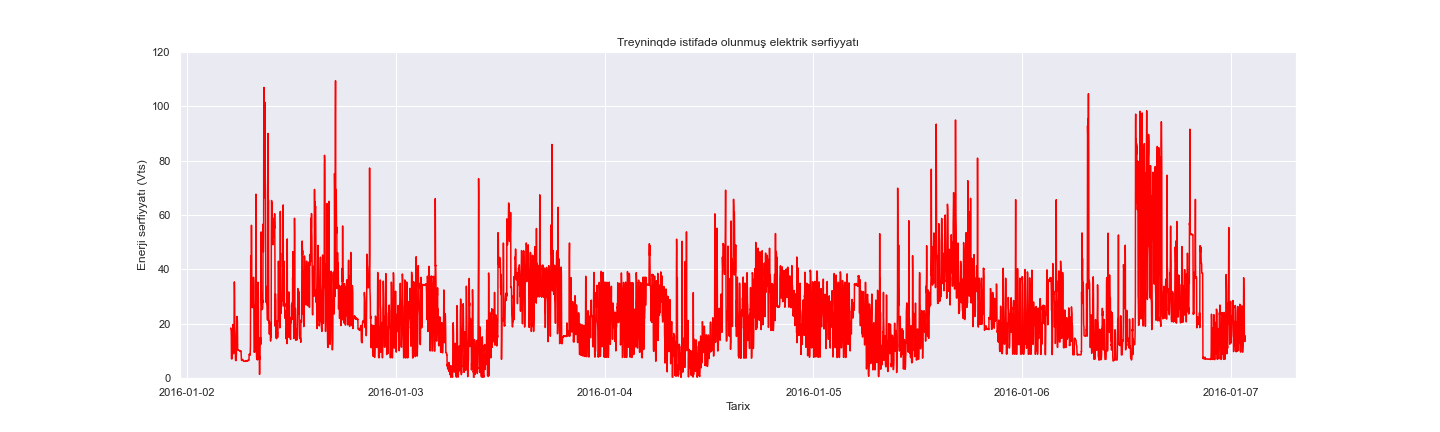 Treyninqdə istifadə olunmuş elektrik sərfiyyatı
Enerji sərfiyyatı (Vts)
120
100
80
60
40
20
0
2016-01-02 2016-01-03 2016-01-04 2016-01-05 2016-01-06 2016-01-07
Tarix